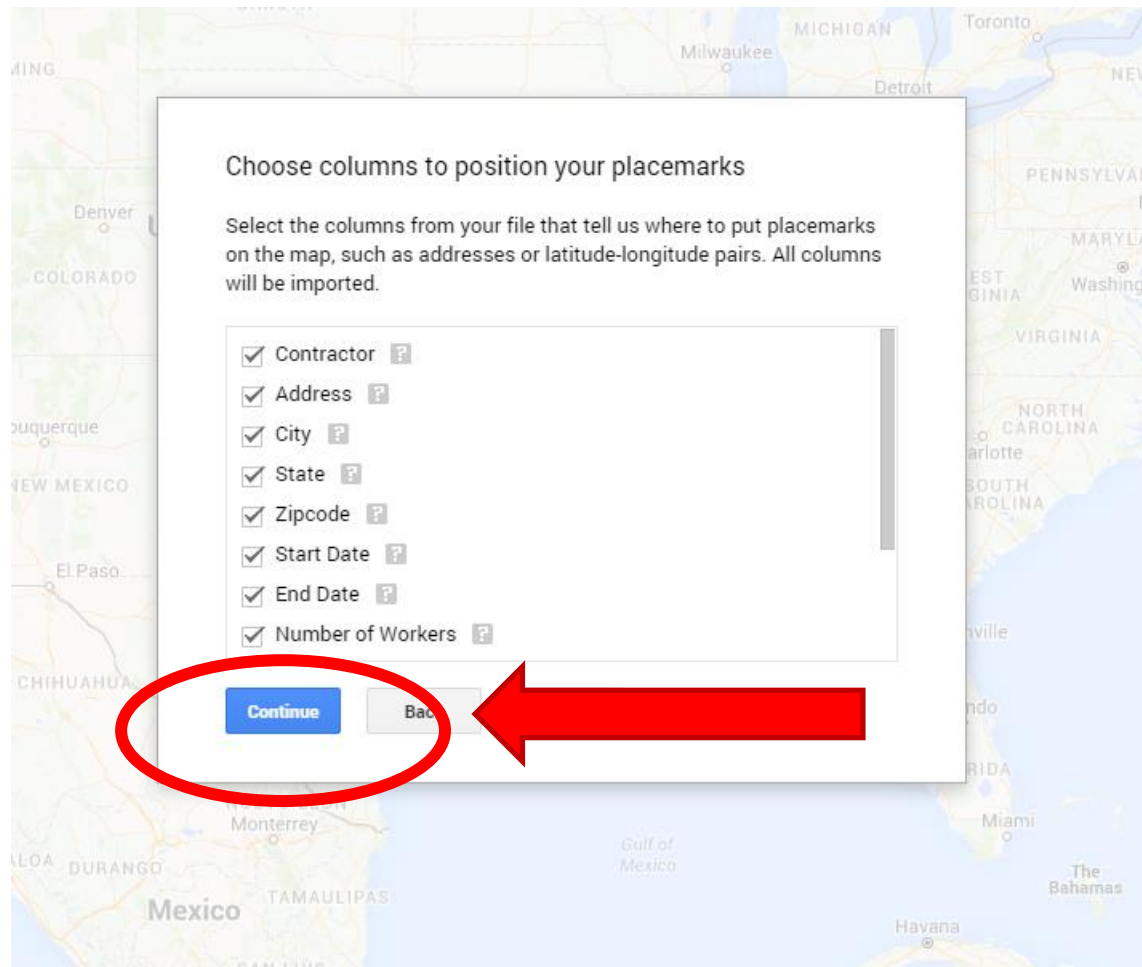 MICHIGAN
Toronto
Milwaukee
Detroit
Choose columns to position your placemarks
Denver
Select the columns from your file that tell us where to put placemarks
on the map, such as addresses or latitude-longitude pairs. All columns
will be imported.
COLORADO
Contractor ?
Address ?
City ?
State ?
Zipcode ?
Start Date ?
End Date ?
Number of Workers ?
VIRGINIA
NORTH
CAROLINA
NEW MEXICO
SOUTH
El Paso
CHIHUAHUA
Continue
Monterrey
Miami
Gulf of
Mexico
DURANGO
The
Bahamas
TAMAULIPAS
Mexico
Havana